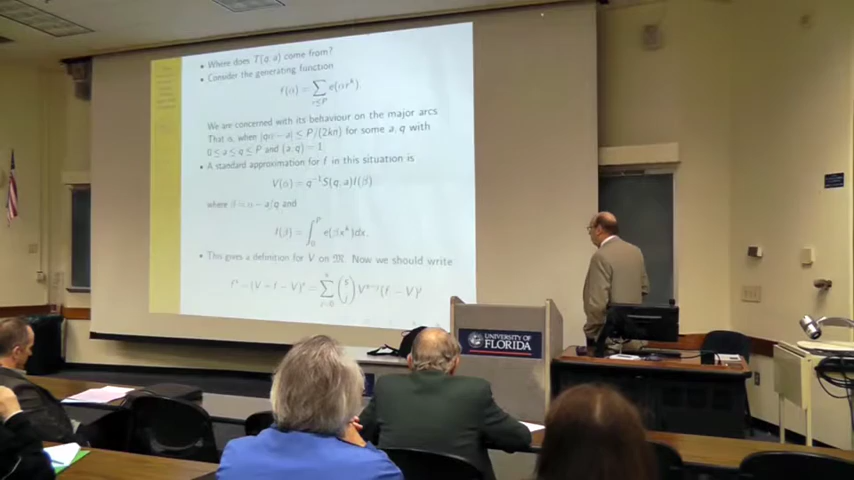 • Where does T(q, a) come from?
• Consider the generating function
f(α) = ∑_{x≤P} e(αx^k).
We are concerned with its behaviour on the major arcs
That is, when |qα − a| ≤ P/(2kn) for some a, q with
0 ≤ a ≤ q ≤ P and (a, q) = 1
• A standard approximation for f in this situation is
V(α) = q^{−1}S(q, a)I(β)
where β = α − a/q and
I(β) = ∫_0^P e(βx^k)dx.
• This gives a definition for V on 𝔐. Now we should write
f^s = (V + f − V)^s = ∑_{j=0}^s (s j) V^{s−j}(f − V)^j
UNIVERSITY of
FLORIDA